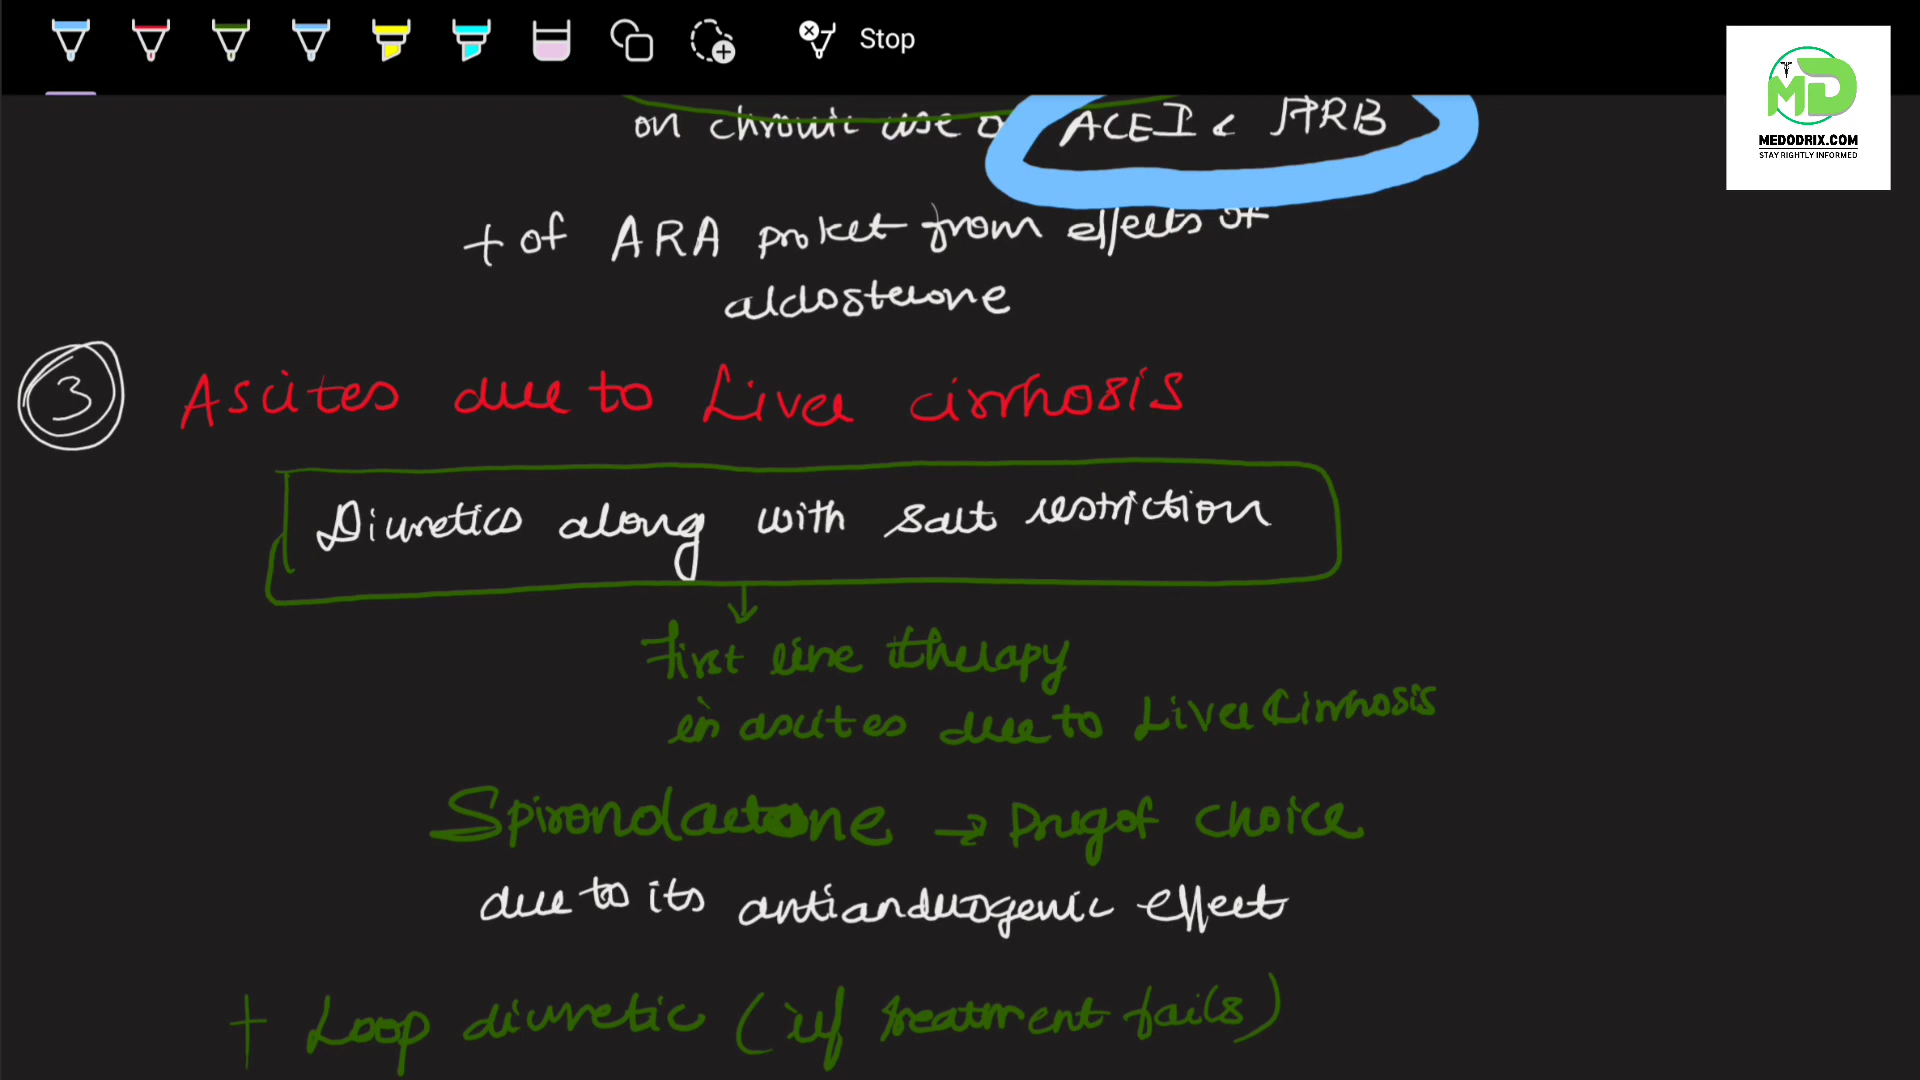 Stop
MD
MEDODRIX.COM
STAY RIGHTLY INFORMED
on chronic use o ACEI & ARB
+ of ARA protect from effects of
aldosterone
3 Ascites due to Liver cirrhosis
Diuretics along with salt restriction
First line therapy
in ascites due to Liver Cirrhosis
Spironolactone → Drug of choice
due to its antiandrogenic effect
+ Loop diuretic (if treatment fails)